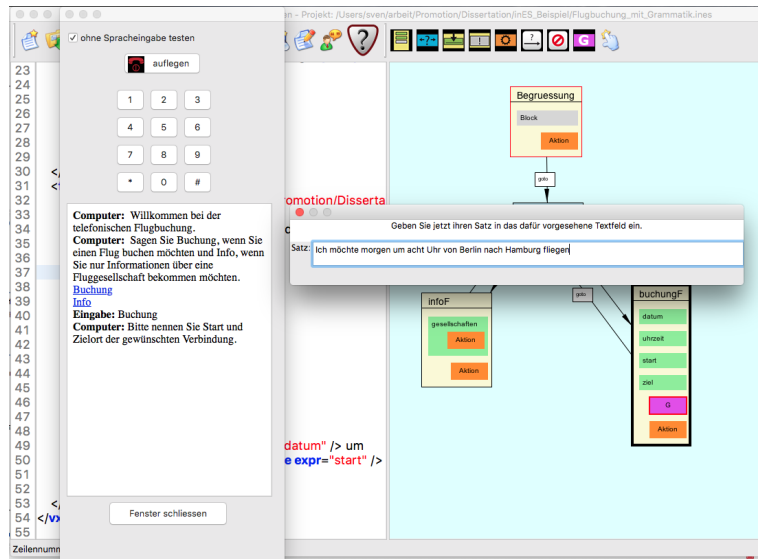 en - Projekt: /Users/sven/arbeit/Promotion/Dissertation/inES_Beispiel/Flugbuchung_mit_Grammatik.ines
ohne Spracheingabe testen
auflegen
1 2 3
4 5 6
7 8 9
* 0 #
Computer: Willkommen bei der
telefonischen Flugbuchung.
Computer: Sagen Sie Buchung, wenn Sie
einen Flug buchen möchten und Info, wenn
Sie nur Informationen über eine
Fluggesellschaft bekommen möchten.
Buchung
Info
Eingabe: Buchung
Computer: Bitte nennen Sie Start und
Zielort der gewünschten Verbindung.
Fenster schliessen
23
24
25
26
27
28
29
30 </
31 <
32 omotion/Disserta
33
34
35
36
37
38
39
40
41
42
43
44
45
46
47
48
49 datum" /> um
50 e expr="start" />
51
52
53 </
54 </vx
55
Zeilennumm
?
G
Begruessung
Block
Aktion
goto
Geben Sie jetzt ihren Satz in das dafür vorgesehene Textfeld ein.
Satz: Ich möchte morgen um acht Uhr von Berlin nach Hamburg fliegen
goto
infoF
gesellschaften
Aktion
Aktion
buchungF
datum
uhrzeit
start
ziel
G
Aktion